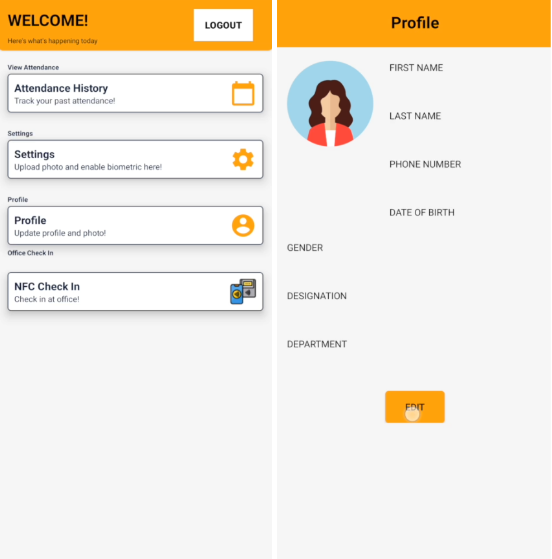 WELCOME!
Here's what's happening today
LOGOUT
View Attendance
Attendance History
Track your past attendance!
Settings
Settings
Upload photo and enable biometric here!
Profile
Profile
Update profile and photo!
Office Check In
NFC Check In
Check in at office!
Profile
FIRST NAME
LAST NAME
PHONE NUMBER
DATE OF BIRTH
GENDER
DESIGNATION
DEPARTMENT
EDIT